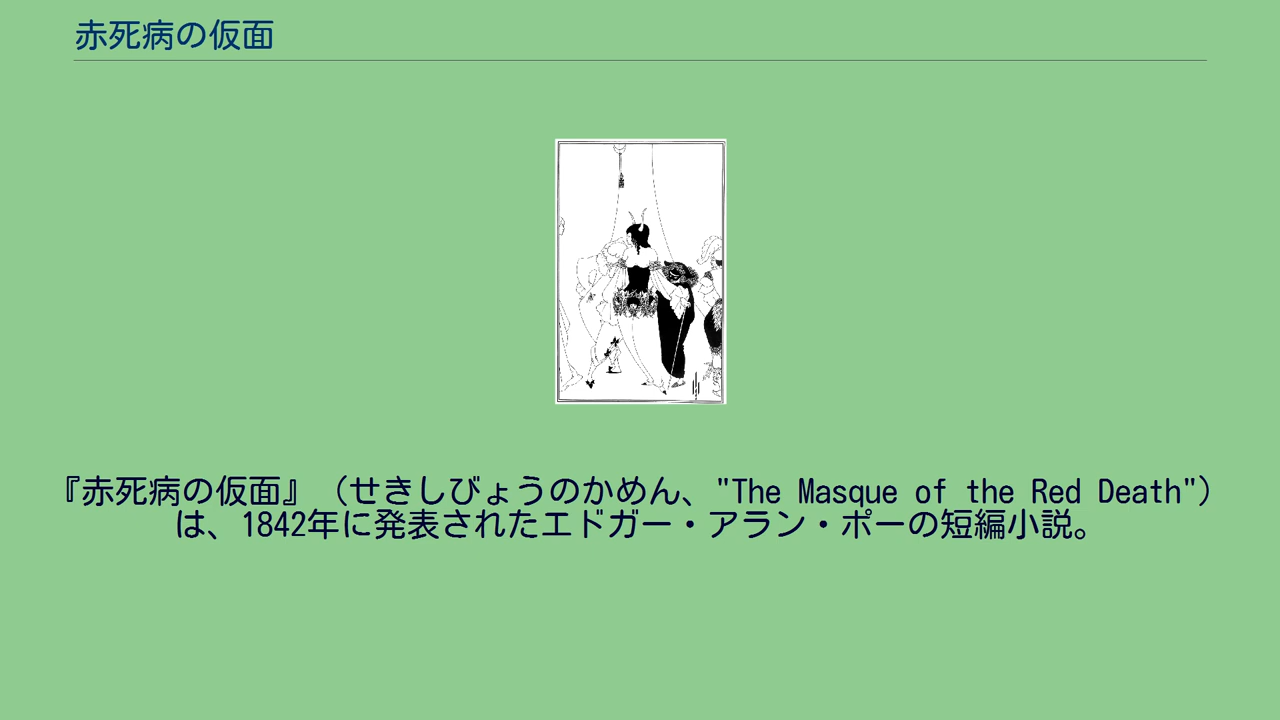 赤死病の仮面
『赤死病の仮面』（せきしびょうのかめん、"The Masque of the Red Death"）
は、1842年に発表されたエドガー・アラン・ポーの短編小説。